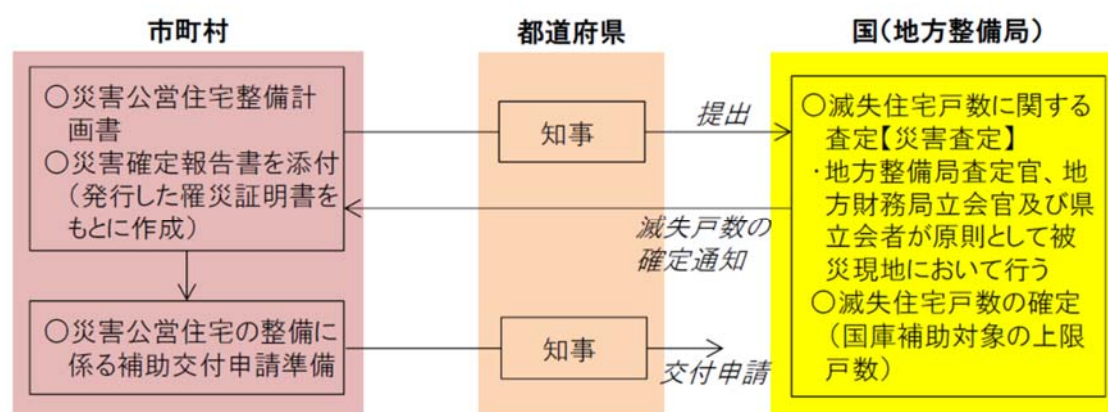 市町村
都道府県
国(地方整備局)
○災害公営住宅整備計
画書
○災害確定報告書を添付
(発行した罹災証明書を
もとに作成)
知事
提出
○滅失住宅戸数に関する
査定【災害査定】
・地方整備局査定官、地
方財務局立会官及び県
立会者が原則として被
災現地において行う
○滅失住宅戸数の確定
(国庫補助対象の上限
戸数)
滅失戸数の
確定通知
○災害公営住宅の整備に
係る補助交付申請準備
知事
交付申請